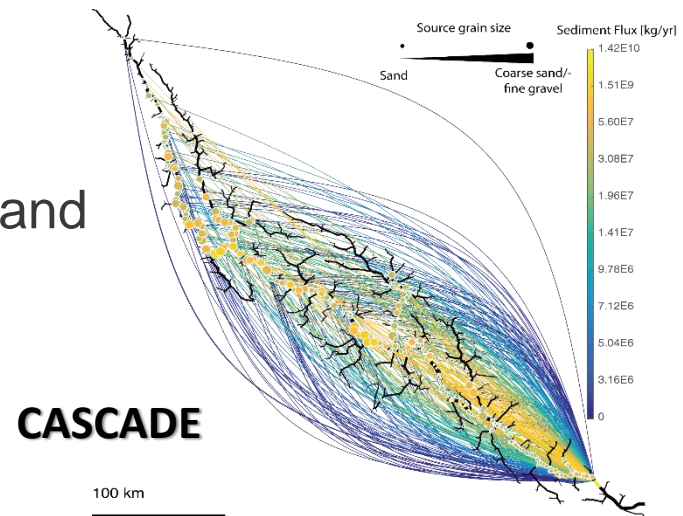 Source grain size
Sand
Coarse sand/-
fine gravel
Sediment Flux [kg/yr]
1.42E10
1.51E9
5.60E7
3.08E7
1.96E7
1.41E7
9.78E6
7.12E6
5.04E6
3.16E6
0
and
CASCADE
100 km